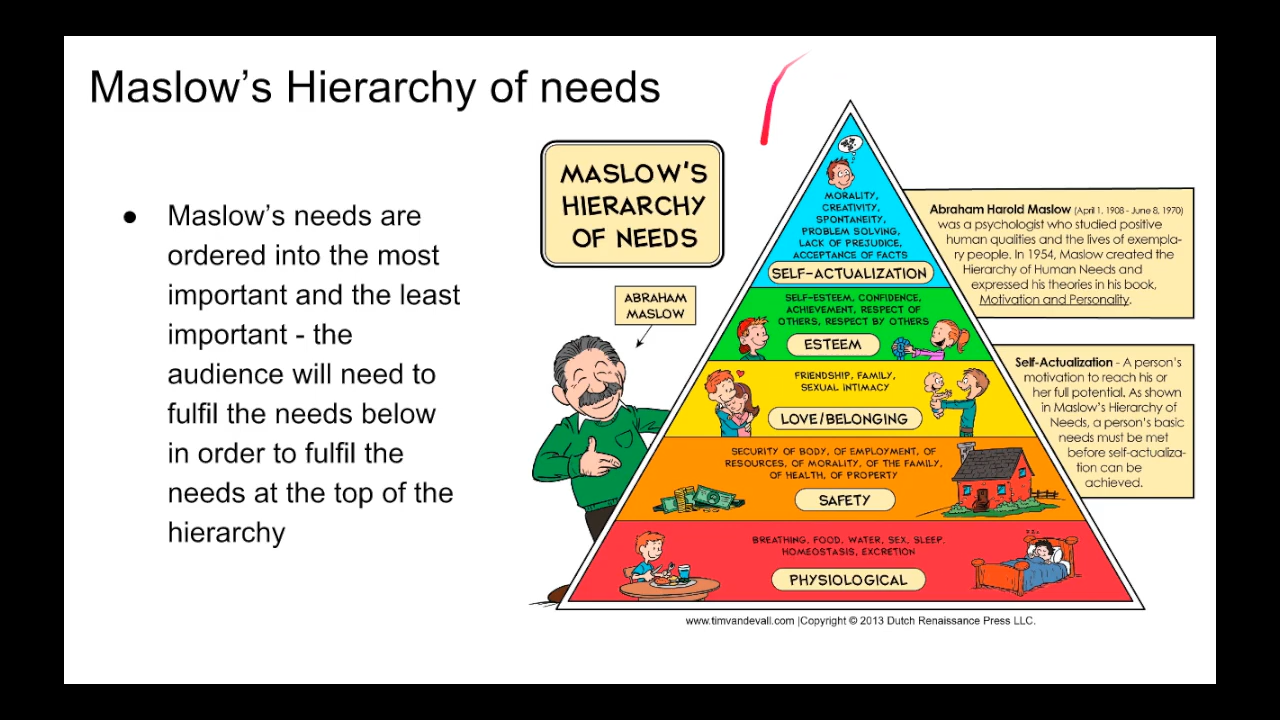 Maslow's Hierarchy of needs
● Maslow's needs are
ordered into the most
important and the least
important - the
audience will need to
fulfil the needs below
in order to fulfil the
needs at the top of the
hierarchy
MASLOW'S
HIERARCHY
OF NEEDS
ABRAHAM
MASLOW
MORALITY,
CREATIVITY,
SPONTANEITY,
PROBLEM SOLVING,
LACK OF PREJUDICE,
ACCEPTANCE OF FACTS
SELF-ACTUALIZATION
SELF-ESTEEM, CONFIDENCE,
ACHIEVEMENT, RESPECT OF
OTHERS, RESPECT BY OTHERS
ESTEEM
FRIENDSHIP, FAMILY,
SEXUAL INTIMACY
LOVE/BELONGING
SECURITY OF BODY, OF EMPLOYMENT, OF
RESOURCES, OF MORALITY, OF THE FAMILY,
OF HEALTH, OF PROPERTY
SAFETY
BREATHING, FOOD, WATER, SEX, SLEEP,
HOMEOSTASIS, EXCRETION
PHYSIOLOGICAL
Abraham Harold Maslow (April 1, 1908 - June 8, 1970)
was a psychologist who studied positive
human qualities and the lives of exempla-
ry people. In 1954, Maslow created the
Hierarchy of Human Needs and
expressed his theories in his book,
Motivation and Personality.
Self-Actualization - A person's
motivation to reach his or
her full potential. As shown
in Maslow's Hierarchy of
Needs, a person's basic
needs must be met
before self-actualiza-
tion can be
achieved.
www.timvandevall.com |Copyright © 2013 Dutch Renaissance Press LLC.